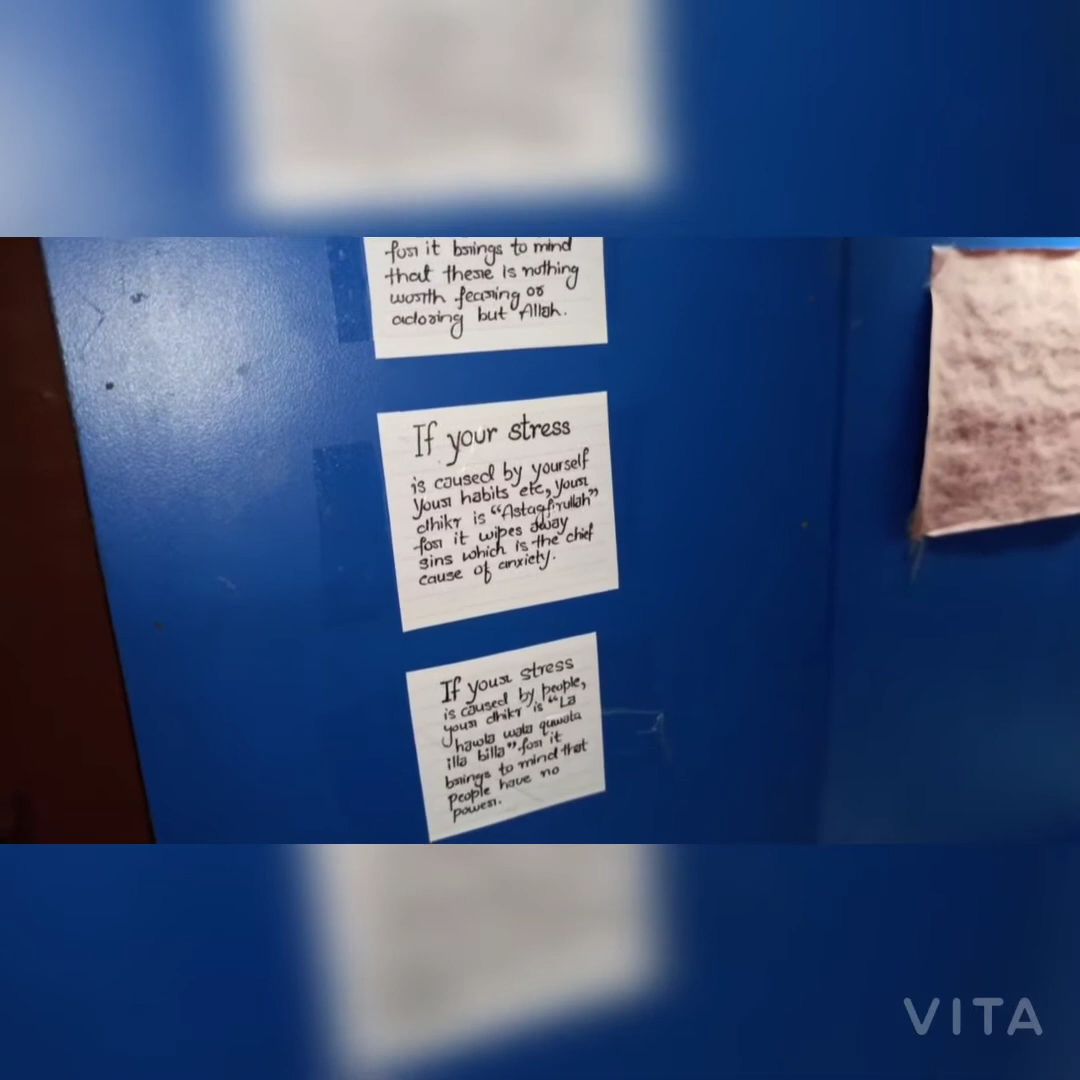 for it brings to mind
that there is nothing
worth fearing or
adoring but Allah.
If your stress
is caused by yourself
your habits etc, your
dhikr is "Astagfirullah"
for it wipes away
sins which is the chief
cause of anxiety.
If your stress
is caused by people,
your dhikr is "La
hawla wala quwata
illa billa" for it
brings to mind that
people have no
power.
VITA